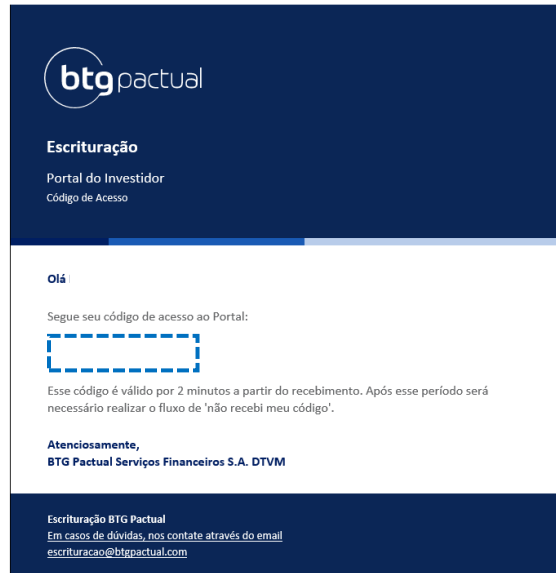 btg pactual
Escrituração
Portal do Investidor
Código de Acesso
Olá
Segue seu código de acesso ao Portal:
Esse código é válido por 2 minutos a partir do recebimento. Após esse período será
necessário realizar o fluxo de 'não recebi meu código'.
Atenciosamente,
BTG Pactual Serviços Financeiros S.A. DTVM
Escrituração BTG Pactual
Em casos de dúvidas, nos contate através do email
escrituracao@btgpactual.com